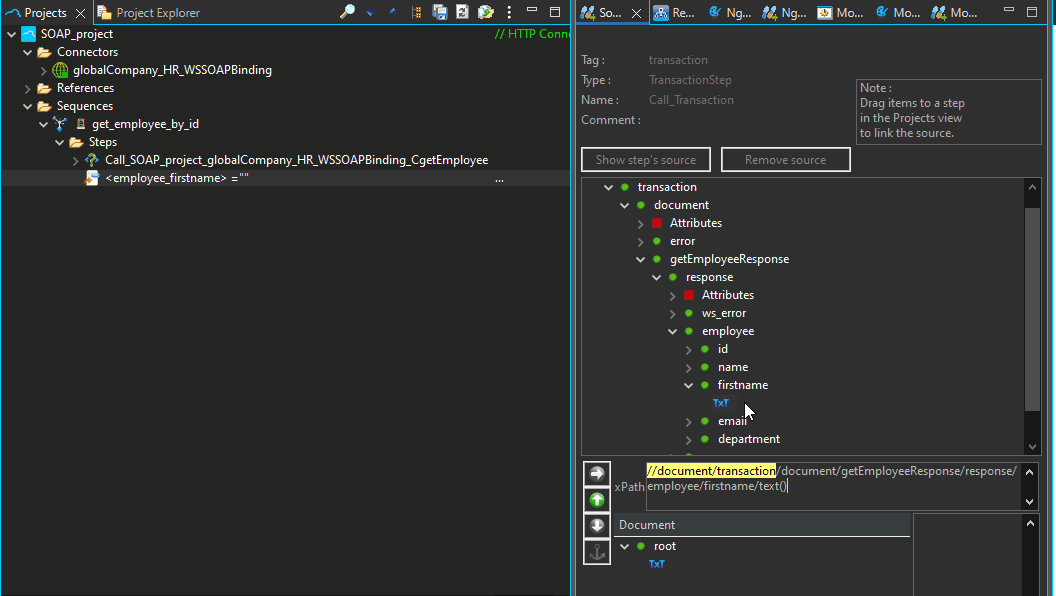 Projects
Project Explorer
SOAP_project
// HTTP Conne
Connectors
globalCompany_HR_WSSOAPBinding
References
Sequences
get_employee_by_id
Steps
Call_SOAP_project_globalCompany_HR_WSSOAPBinding_CgetEmployee
<employee_firstname> =""
...
So...
Re...
Ng...
Ng...
Mo...
Mo...
Mo...
Tag : transaction
Type : TransactionStep
Name : Call_Transaction
Comment :
Note :
Drag items to a step
in the Projects view
to link the source.
Show step's source
Remove source
transaction
document
Attributes
error
getEmployeeResponse
response
Attributes
ws_error
employee
id
name
firstname
TxT
email
department
xPath
//document/transaction/document/getEmployeeResponse/response/
employee/firstname/text()
Document
root
TxT